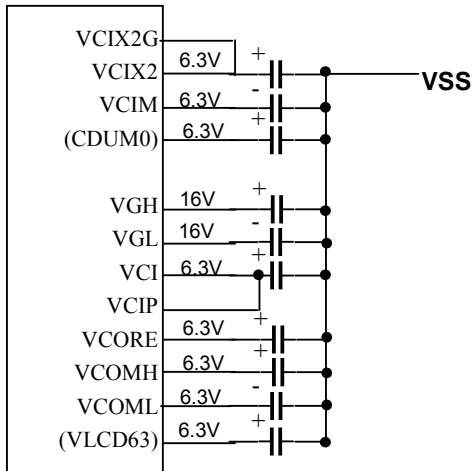 VCIX2G
VCIX2 6.3V + VSS
VCIM 6.3V -
(CDUM0) 6.3V +
VGH 16V +
VGL 16V -
VCI 6.3V +
VCIP
VCORE 6.3V +
VCOMH 6.3V +
VCOML 6.3V -
(VLCD63) 6.3V +